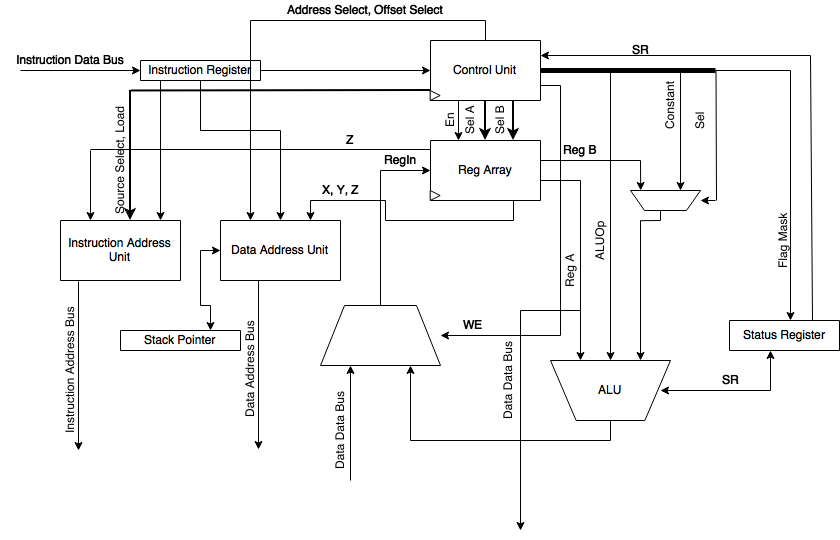 Address Select, Offset Select
Instruction Data Bus
Instruction Register
Control Unit
SR
Source Select, Load
En
Sel A
Sel B
Constant
Sel
Z
RegIn
Reg Array
Reg B
X, Y, Z
Instruction Address
Unit
Data Address Unit
Reg A
ALUOp
Flag Mask
Stack Pointer
WE
Status Register
Instruction Address Bus
Data Address Bus
Data Data Bus
Data Data Bus
ALU
SR